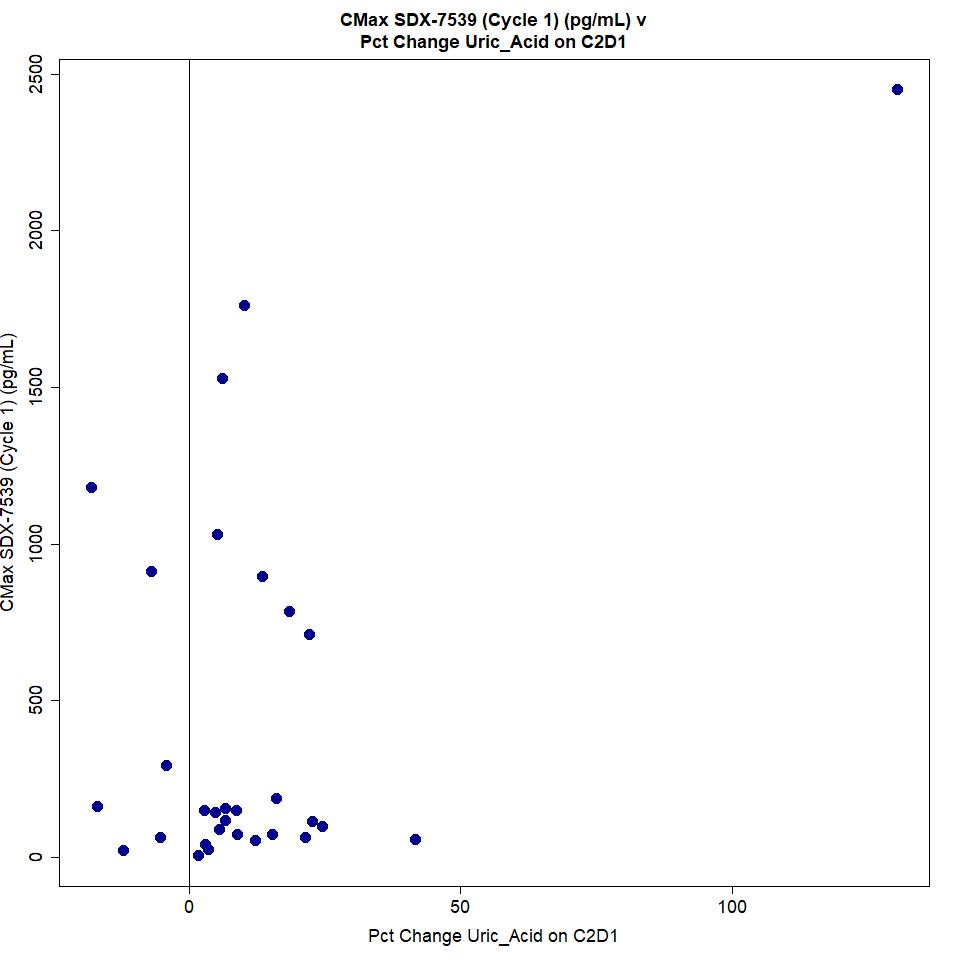 CMax SDX-7539 (Cycle 1) (pg/mL) v
Pct Change Uric_Acid on C2D1
2500
2000
1500
1000
500
0
CMax SDX-7539 (Cycle 1) (pg/mL)
0
50
100
Pct Change Uric_Acid on C2D1